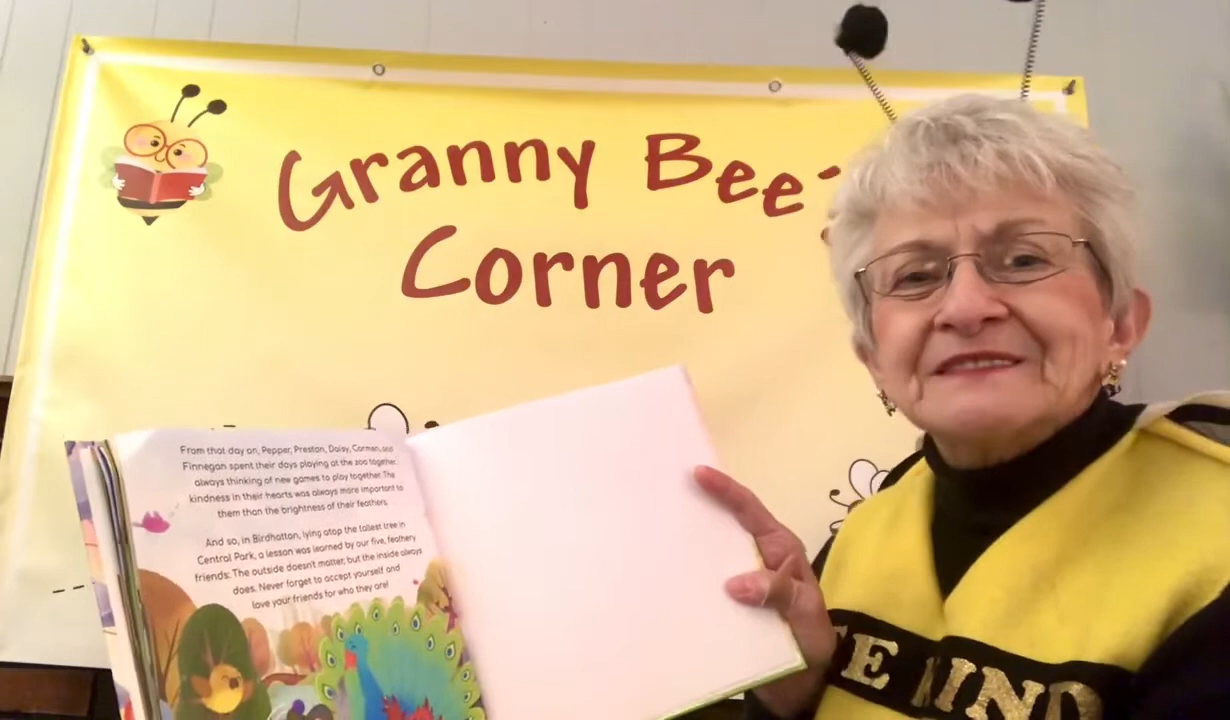 Granny Bee'
Corner
From that day on, Pepper, Preston, Daisy, Carmen, and
Finnegan spent their days playing at the zoo together,
always thinking of new games to play together. The
kindness in their hearts was always more important to
them than the brightness of their feathers.
And so, in Birdhattan, lying atop the tallest tree in
Central Park, a lesson was learned by our five, feathery
friends: The outside doesn't matter, but the inside always
does. Never forget to accept yourself and
love your friends for who they are!
E KIND